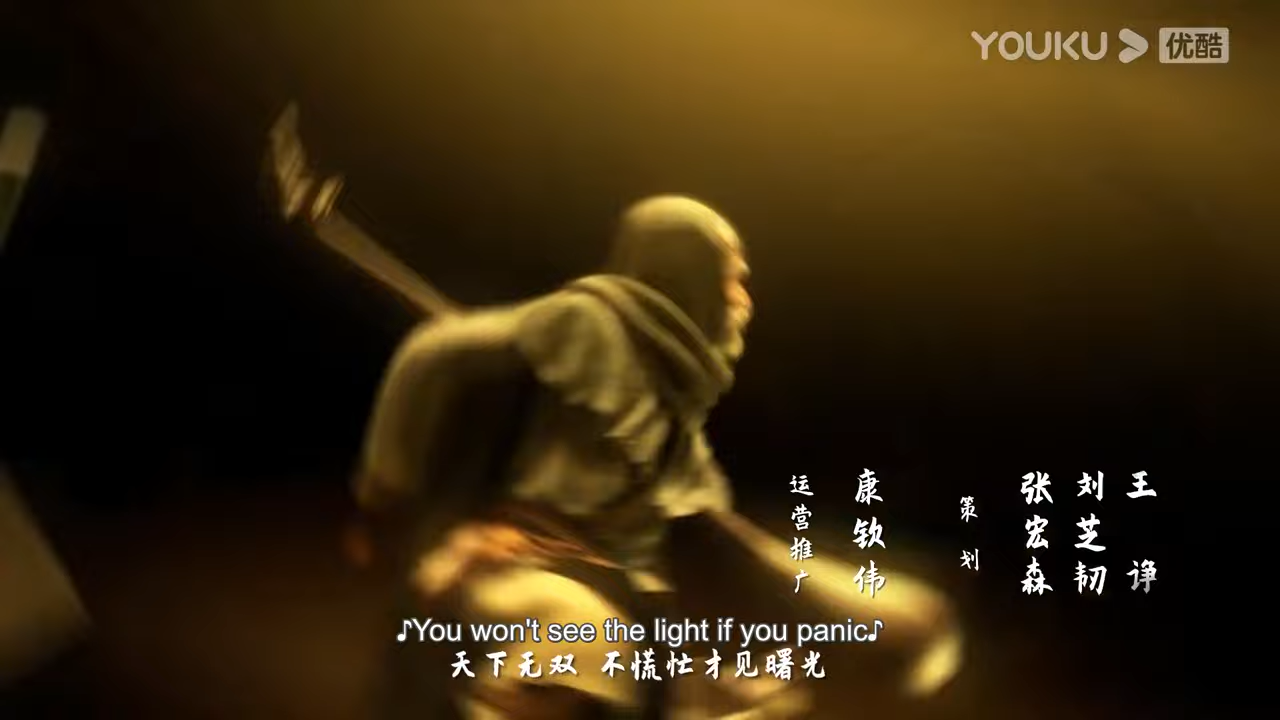 YOUKU 优酷
运营推广
康钦伟
策划
张宏森
刘芝韧
王诤
♪You won't see the light if you panic♪
天下无双 不慌忙才见曙光